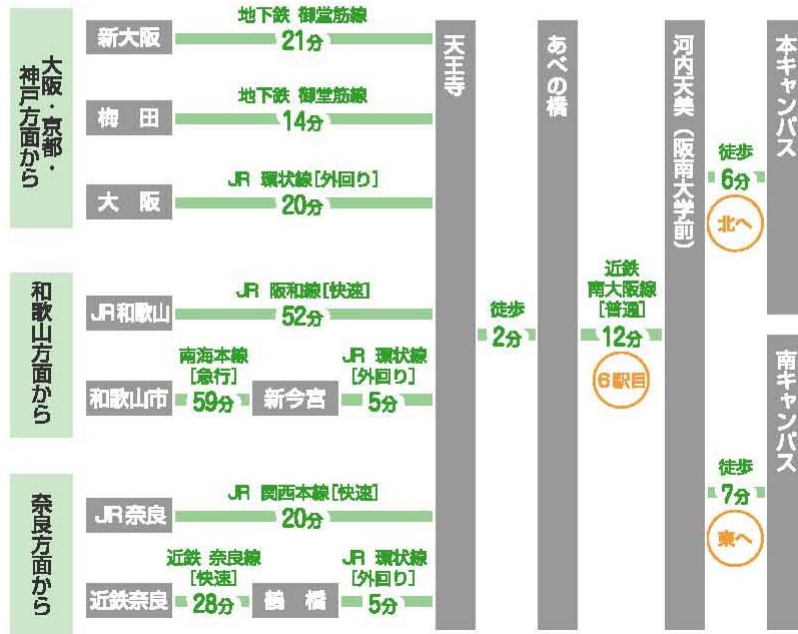 大阪・京都・
神戸方面から
新大阪
地下鉄 御堂筋線
21分
梅田
地下鉄 御堂筋線
14分
大阪
JR 環状線[外回り]
20分
和歌山方面から
JR和歌山
JR 阪和線[快速]
52分
和歌山市
南海本線
[急行]
59分
新今宮
JR 環状線
[外回り]
5分
奈良方面から
JR奈良
JR 関西本線[快速]
20分
近鉄奈良
近鉄 奈良線
[快速]
28分
鶴橋
JR 環状線
[外回り]
5分
天王寺
徒歩
2分
あべの橋
近鉄
南大阪線
[普通]
12分
6駅目
河内天美(阪南大学前)
徒歩
6分
北へ
本キャンパス
徒歩
7分
東へ
南キャンパス